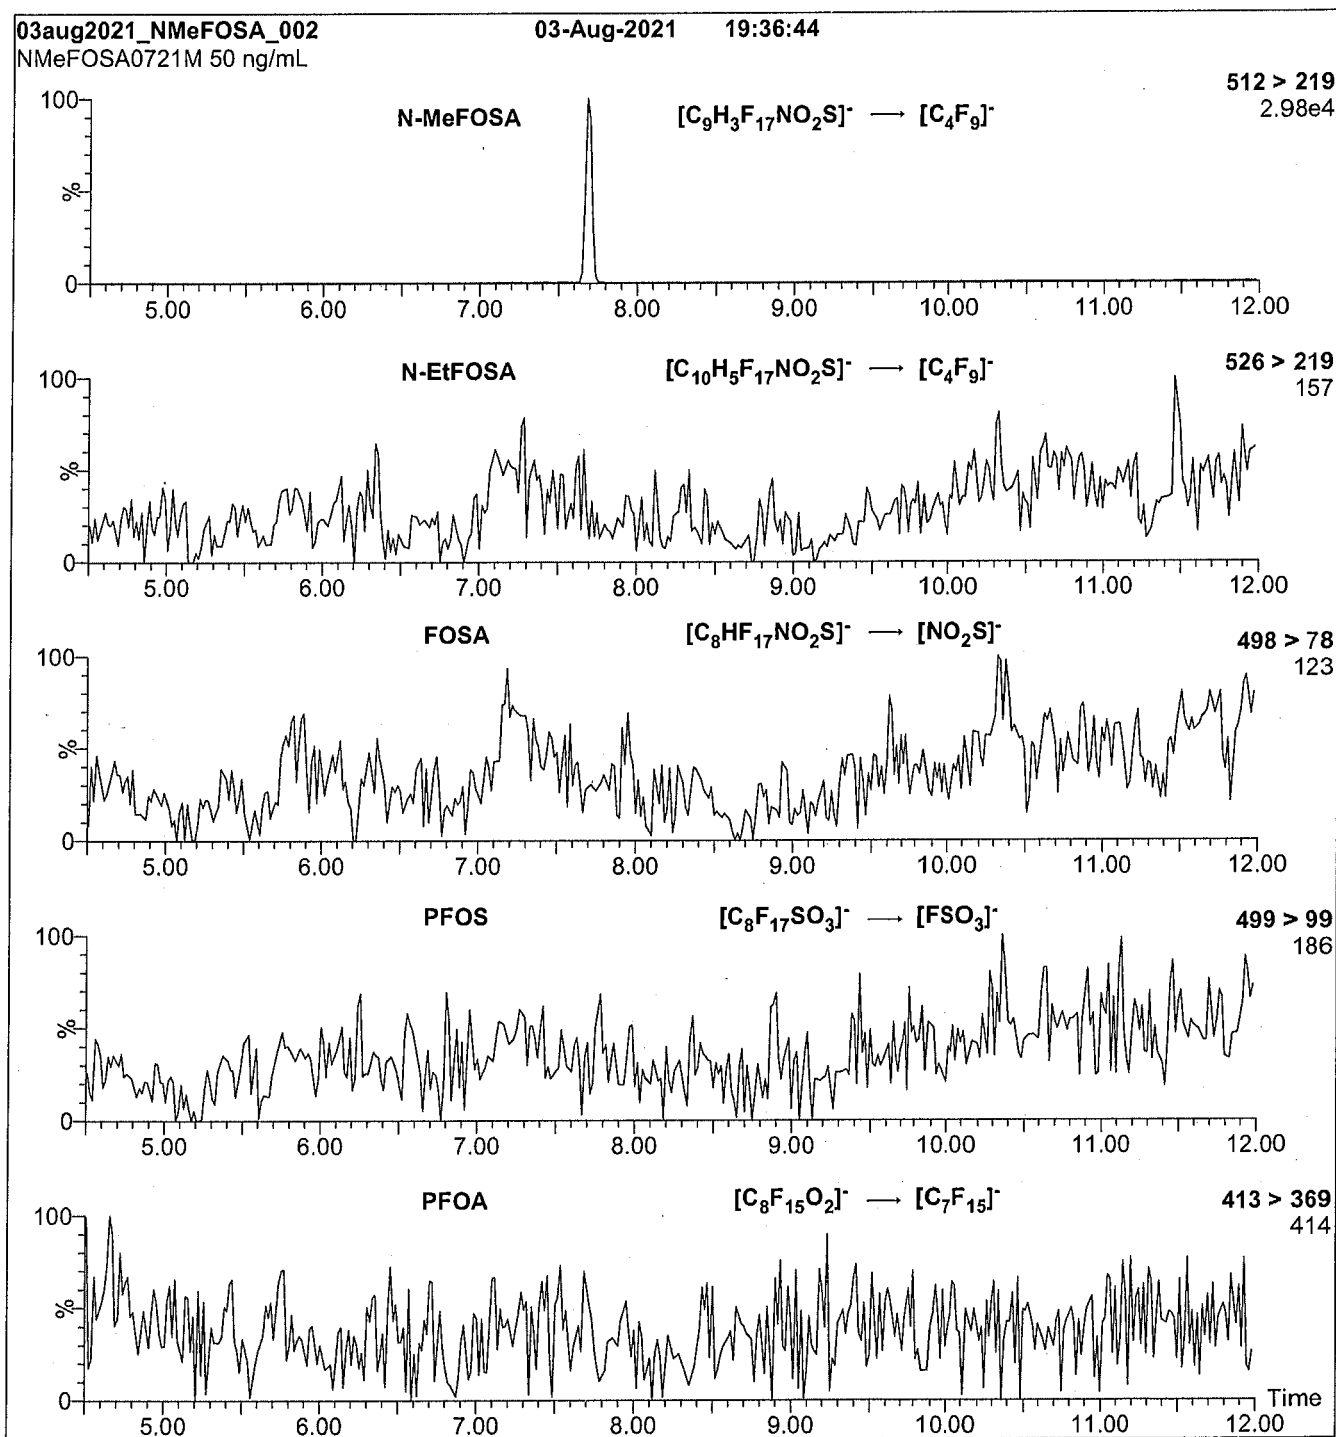 03aug2021_NMeFOSA_002 03-Aug-2021 19:36:44
NMeFOSA0721M 50 ng/mL
512 > 219
2.98e4
N-MeFOSA [C₉H₃F₁₇NO₂S]⁻ → [C₄F₉]⁻
100
%
0
5.00 6.00 7.00 8.00 9.00 10.00 11.00 12.00
526 > 219
157
N-EtFOSA [C₁₀H₅F₁₇NO₂S]⁻ → [C₄F₉]⁻
100
%
0
5.00 6.00 7.00 8.00 9.00 10.00 11.00 12.00
498 > 78
123
FOSA [C₈HF₁₇NO₂S]⁻ → [NO₂S]⁻
100
%
0
5.00 6.00 7.00 8.00 9.00 10.00 11.00 12.00
499 > 99
186
PFOS [C₈F₁₇SO₃]⁻ → [FSO₃]⁻
100
%
0
5.00 6.00 7.00 8.00 9.00 10.00 11.00 12.00
413 > 369
414
PFOA [C₈F₁₅O₂]⁻ → [C₇F₁₅]⁻
100
%
0
Time
5.00 6.00 7.00 8.00 9.00 10.00 11.00 12.00